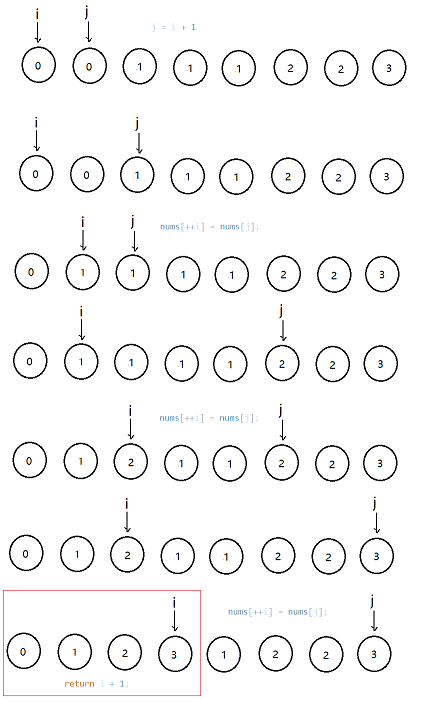 i j
j = i + 1
0 0 1 1 1 2 2 3
i j
0 0 1 1 1 2 2 3
i j
nums[++i] = nums[j];
0 1 1 1 1 2 2 3
i j
0 1 1 1 1 2 2 3
i j
nums[++i] = nums[j];
0 1 2 1 1 2 2 3
i j
0 1 2 1 1 2 2 3
i j
nums[++i] = nums[j];
0 1 2 3 1 2 2 3
return i + 1;